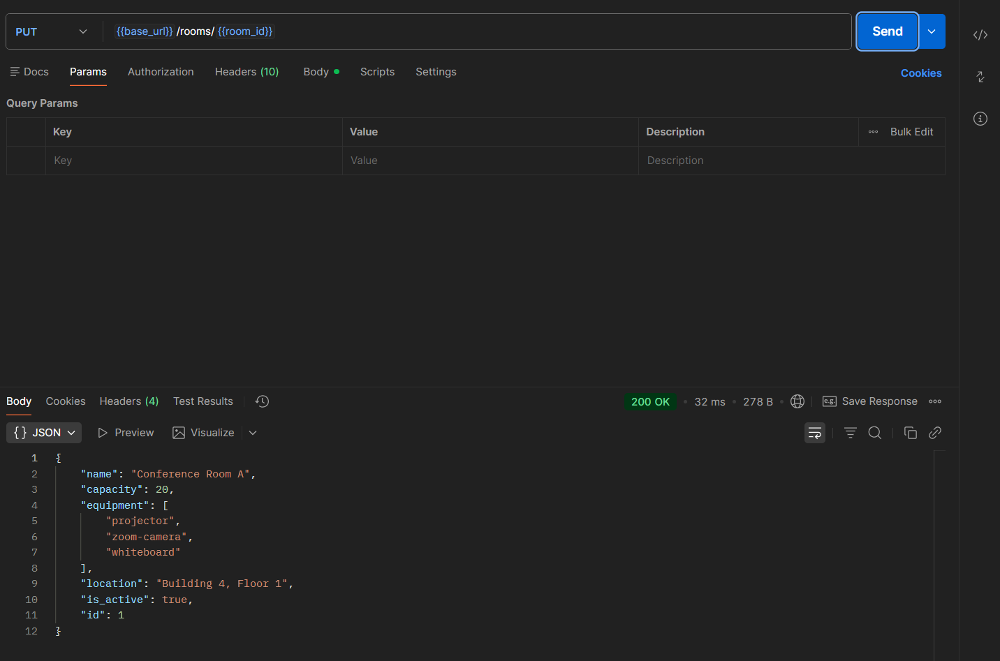 PUT {{base_url}} /rooms/ {{room_id}} Send
Docs Params Authorization Headers (10) Body Scripts Settings Cookies
Query Params
Key Value Description Bulk Edit
Key Value Description
Body Cookies Headers (4) Test Results 200 OK 32 ms 278 B e.g. Save Response
{} JSON Preview Visualize
1 {
2 "name": "Conference Room A",
3 "capacity": 20,
4 "equipment": [
5 "projector",
6 "zoom-camera",
7 "whiteboard"
8 ],
9 "location": "Building 4, Floor 1",
10 "is_active": true,
11 "id": 1
12 }